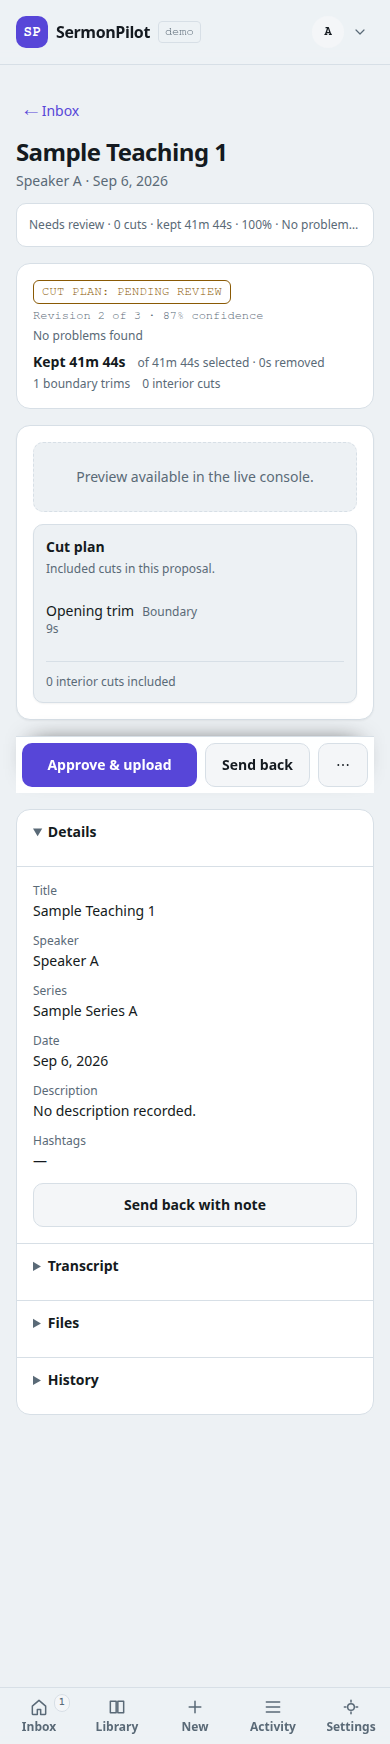 SP SermonPilot demo A
← Inbox
Sample Teaching 1
Speaker A · Sep 6, 2026
Needs review · 0 cuts · kept 41m 44s · 100% · No problem...
CUT PLAN: PENDING REVIEW
Revision 2 of 3 · 87% confidence
No problems found
Kept 41m 44s of 41m 44s selected · 0s removed
1 boundary trims 0 interior cuts
Preview available in the live console.
Cut plan
Included cuts in this proposal.
Opening trim Boundary
9s
0 interior cuts included
Approve & upload Send back ...
Details
Title
Sample Teaching 1
Speaker
Speaker A
Series
Sample Series A
Date
Sep 6, 2026
Description
No description recorded.
Hashtags
—
Send back with note
Transcript
Files
History
1
Inbox Library New Activity Settings